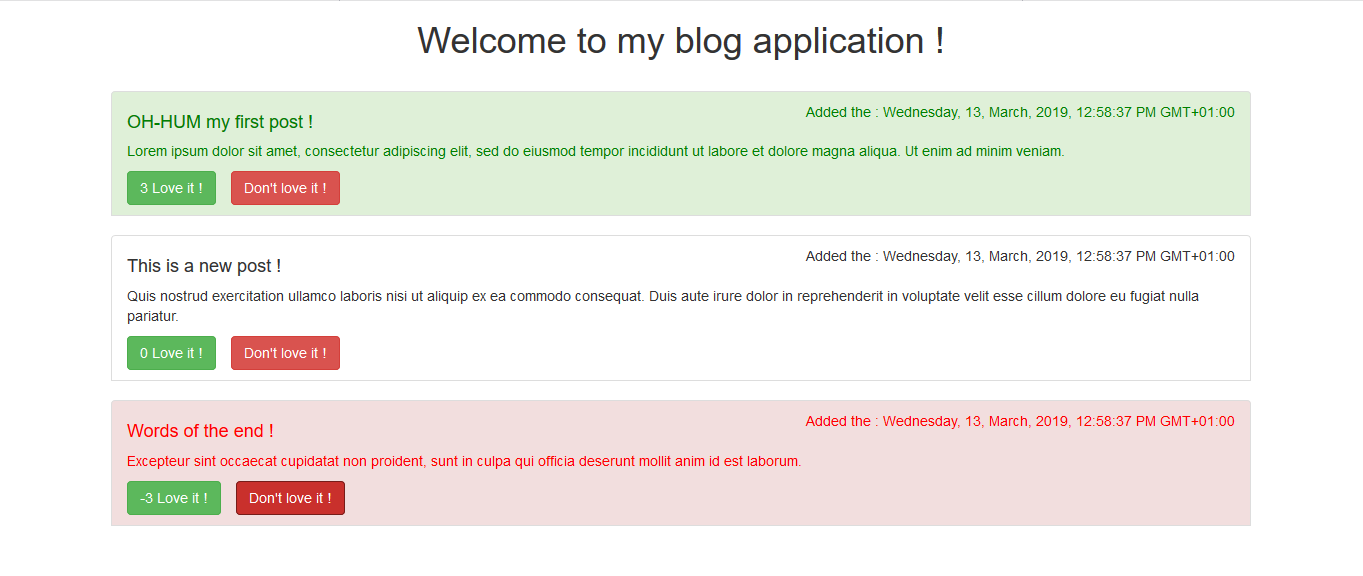 Welcome to my blog application !
OH-HUM my first post !
Added the : Wednesday, 13, March, 2019, 12:58:37 PM GMT+01:00
Lorem ipsum dolor sit amet, consectetur adipiscing elit, sed do eiusmod tempor incididunt ut labore et dolore magna aliqua. Ut enim ad minim veniam.
3 Love it ! Don't love it !
This is a new post !
Added the : Wednesday, 13, March, 2019, 12:58:37 PM GMT+01:00
Quis nostrud exercitation ullamco laboris nisi ut aliquip ex ea commodo consequat. Duis aute irure dolor in reprehenderit in voluptate velit esse cillum dolore eu fugiat nulla
pariatur.
0 Love it ! Don't love it !
Words of the end !
Added the : Wednesday, 13, March, 2019, 12:58:37 PM GMT+01:00
Excepteur sint occaecat cupidatat non proident, sunt in culpa qui officia deserunt mollit anim id est laborum.
-3 Love it ! Don't love it !